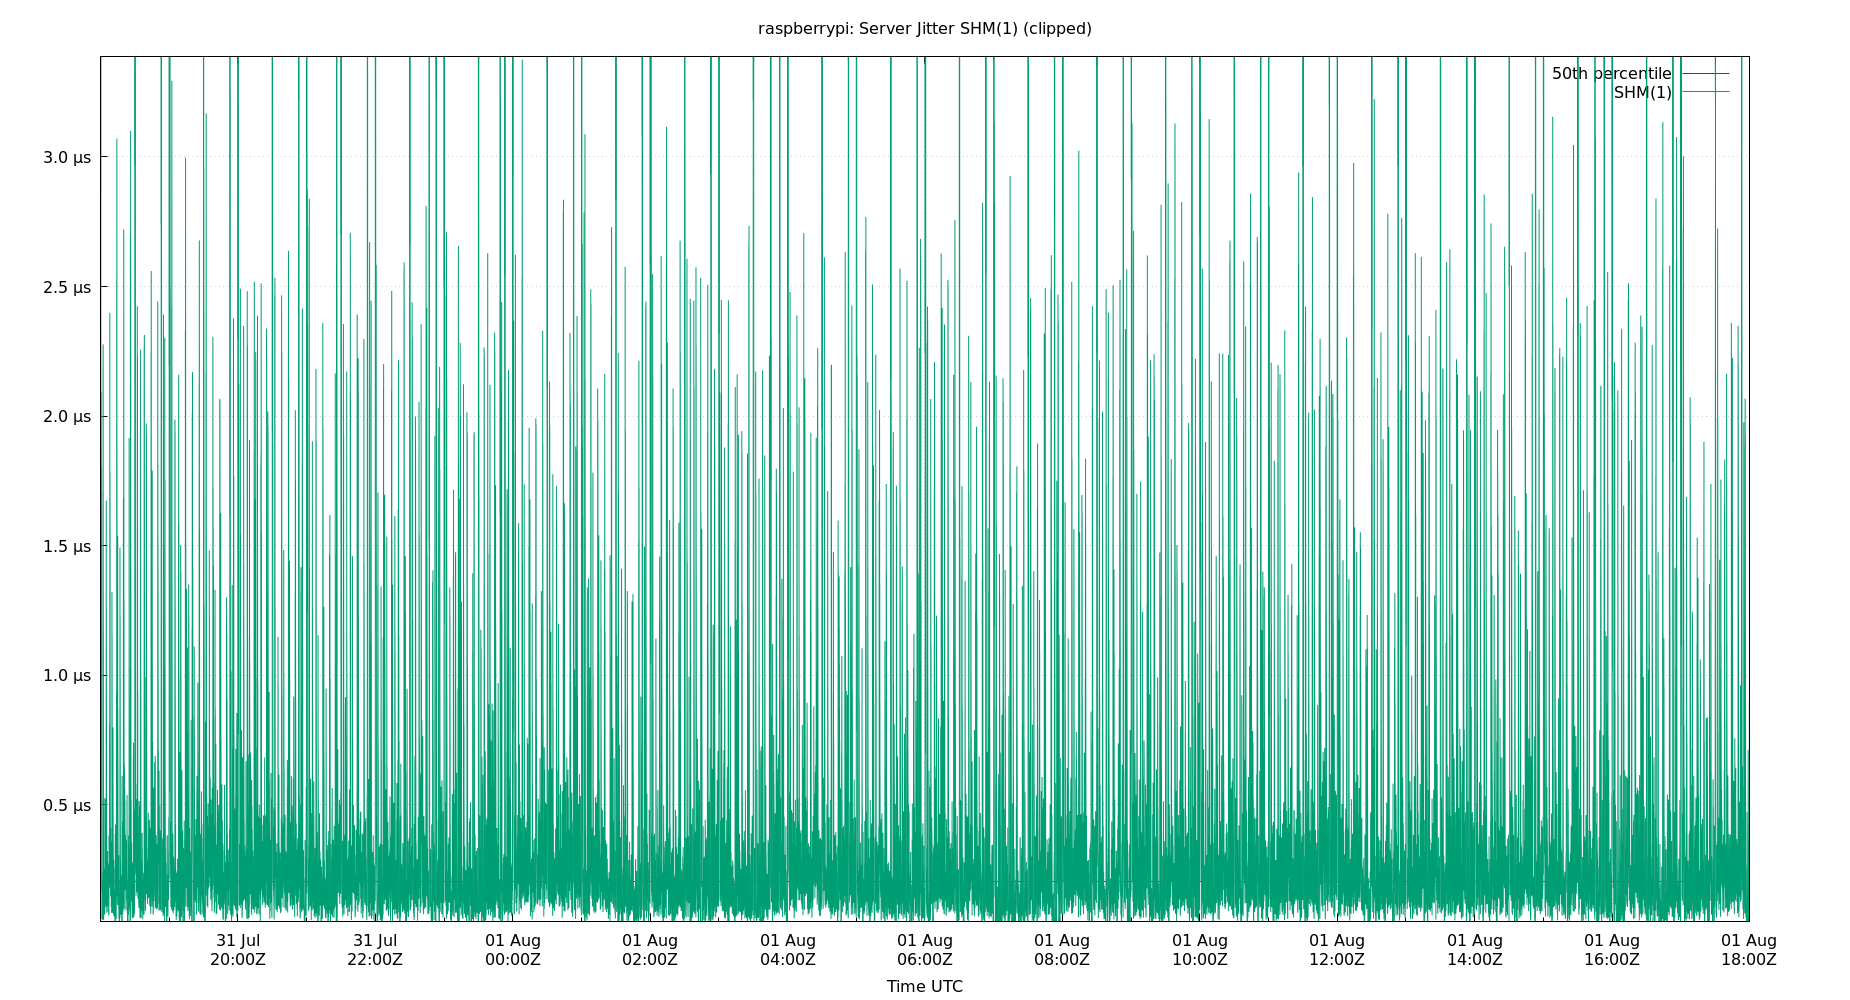 raspberrypi: Server Jitter SHM(1) (clipped)
50th percentile
SHM(1)
3.0 µs
2.5 µs
2.0 µs
1.5 µs
1.0 µs
0.5 µs
31 Jul 31 Jul 01 Aug 01 Aug 01 Aug 01 Aug 01 Aug 01 Aug 01 Aug 01 Aug 01 Aug 01 Aug
20:00Z 22:00Z 00:00Z 02:00Z 04:00Z 06:00Z 08:00Z 10:00Z 12:00Z 14:00Z 16:00Z 18:00Z
Time UTC